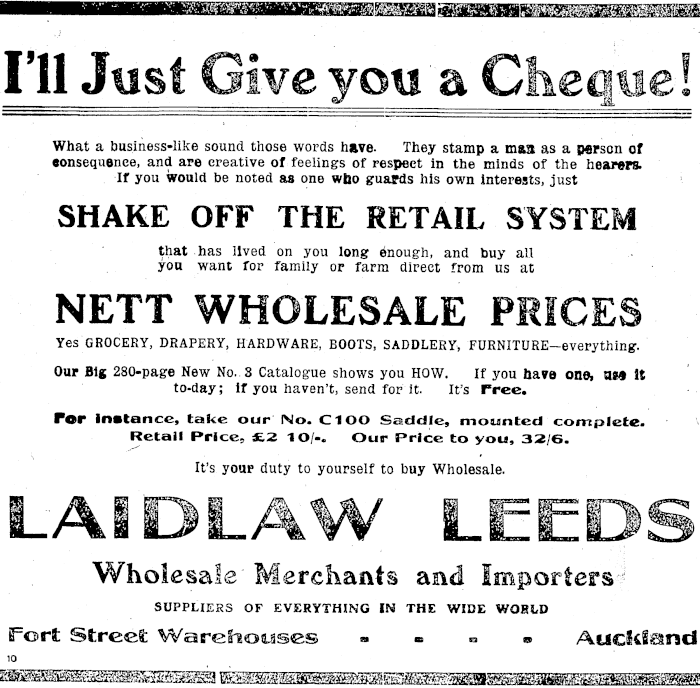 I'll Just Give you a Cheque!
What a business-like sound those words have. They stamp a man as a person of
consequence, and are creative of feelings of respect in the minds of the hearers.
If you would be noted as one who guards his own interests, just
SHAKE OFF THE RETAIL SYSTEM
that has lived on you long enough, and buy all
you want for family or farm direct from us at
NETT WHOLESALE PRICES
Yes GROCERY, DRAPERY, HARDWARE, BOOTS, SADDLERY, FURNITURE—everything.
Our Big 280-page New No. 3 Catalogue shows you HOW. If you have one, use it
to-day; if you haven't, send for it. It's Free.
For instance, take our No. C100 Saddle, mounted complete.
Retail Price, £2 10/-. Our Price to you, 32/6.
It's your duty to yourself to buy Wholesale.
LAIDLAW LEEDS
Wholesale Merchants and Importers
SUPPLIERS OF EVERYTHING IN THE WIDE WORLD
Fort Street Warehouses - - - - Auckland
10